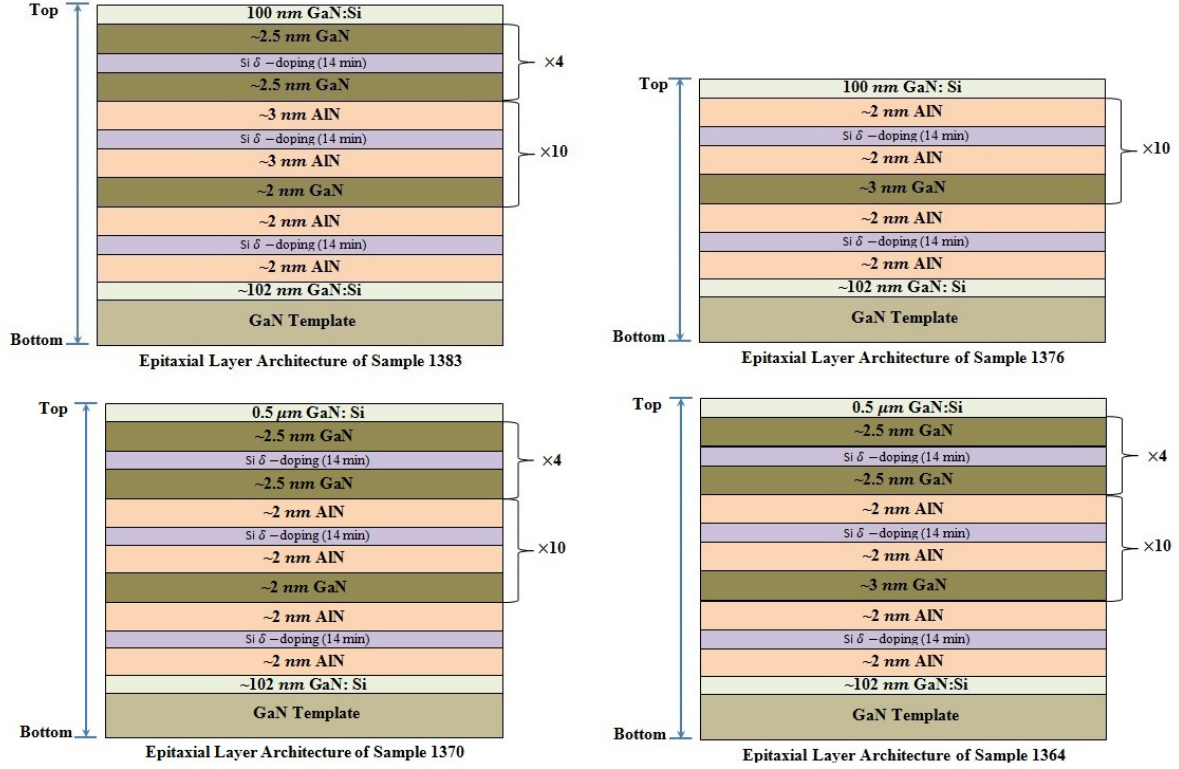 Top
100 nm GaN:Si
~2.5 nm GaN
Si δ −doping (14 min)
×4
~2.5 nm GaN
~3 nm AlN
Si δ −doping (14 min)
×10
~3 nm AlN
~2 nm GaN
~2 nm AlN
Si δ −doping (14 min)
~2 nm AlN
~102 nm GaN:Si
GaN Template
Bottom
Epitaxial Layer Architecture of Sample 1383
Top
100 nm GaN: Si
~2 nm AlN
Si δ −doping (14 min)
×10
~2 nm AlN
~3 nm GaN
~2 nm AlN
Si δ −doping (14 min)
~2 nm AlN
~102 nm GaN: Si
GaN Template
Bottom
Epitaxial Layer Architecture of Sample 1376
Top
0.5 μm GaN: Si
~2.5 nm GaN
Si δ −doping (14 min)
×4
~2.5 nm GaN
~2 nm AlN
Si δ −doping (14 min)
×10
~2 nm AlN
~2 nm GaN
~2 nm AlN
Si δ −doping (14 min)
~2 nm AlN
~102 nm GaN: Si
GaN Template
Bottom
Epitaxial Layer Architecture of Sample 1370
Top
0.5 μm GaN:Si
~2.5 nm GaN
Si δ −doping (14 min)
×4
~2.5 nm GaN
~2 nm AlN
Si δ −doping (14 min)
×10
~2 nm AlN
~3 nm GaN
~2 nm AlN
Si δ −doping (14 min)
~2 nm AlN
~102 nm GaN:Si
GaN Template
Bottom
Epitaxial Layer Architecture of Sample 1364